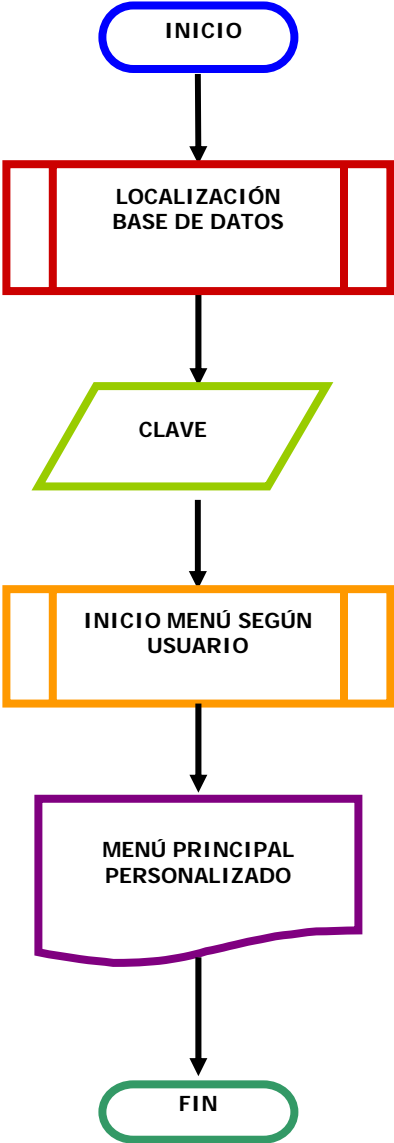 INICIO
LOCALIZACIÓN
BASE DE DATOS
CLAVE
INICIO MENÚ SEGÚN
USUARIO
MENÚ PRINCIPAL
PERSONALIZADO
FIN